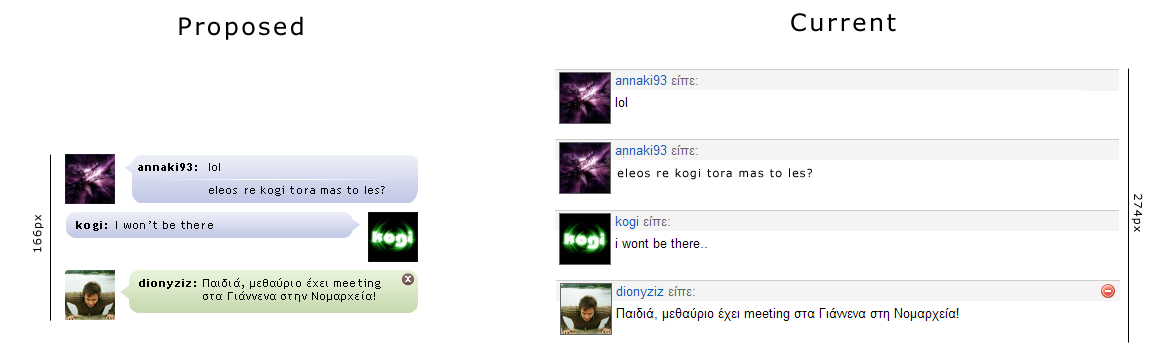 Proposed
annaki93: lol
eleos re kogi tora mas to les?
kogi: I won't be there
kogi
dionyziz: Παιδιά, μεθαύριο έχει meeting
στα Γιάννενα στην Νομαρχεία!
166px
Current
annaki93 είπε:
lol
annaki93 είπε:
eleos re kogi tora mas to les?
kogi είπε:
kogi
i wont be there..
dionyziz είπε:
Παιδιά, μεθαύριο έχει meeting στα Γιάννενα στη Νομαρχεία!
274px